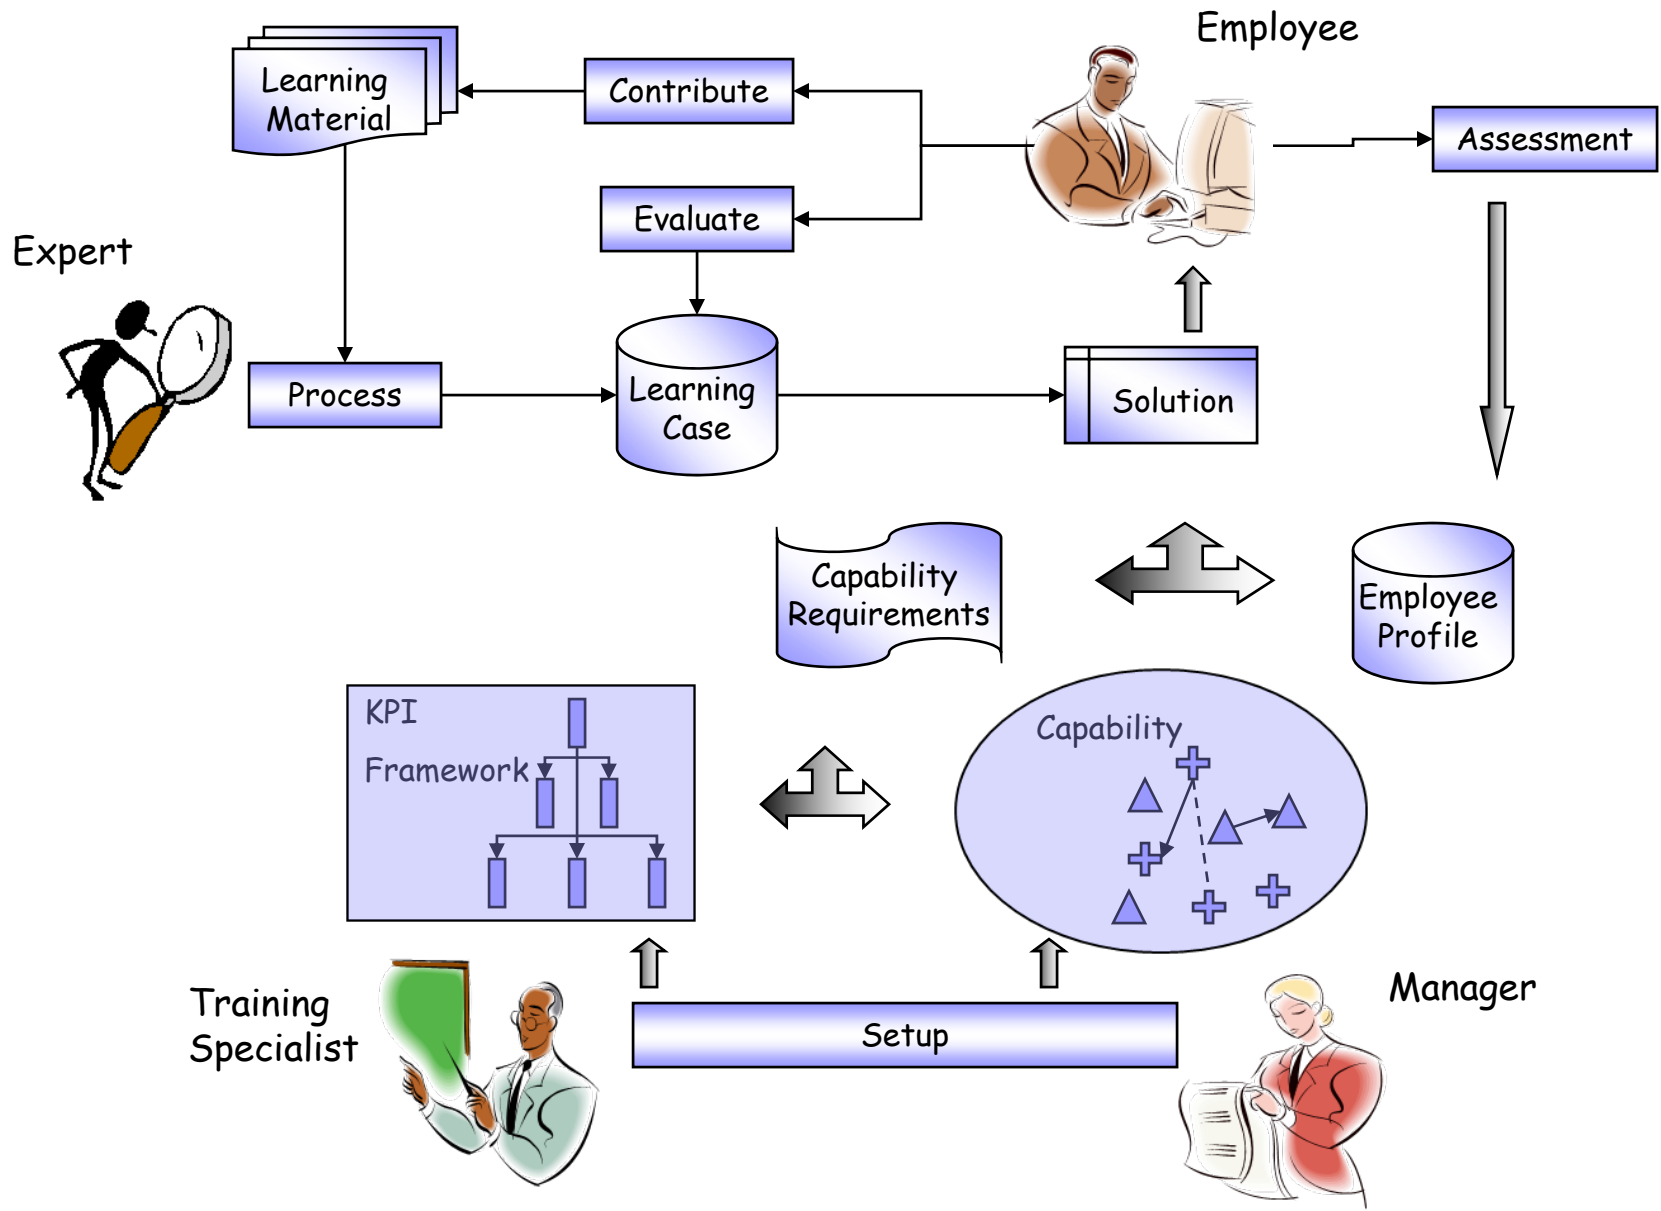 Employee
Learning
Material
Contribute
Assessment
Evaluate
Expert
Process
Learning
Case
Solution
Capability
Requirements
Employee
Profile
KPI
Framework
Capability
Training
Specialist
Setup
Manager